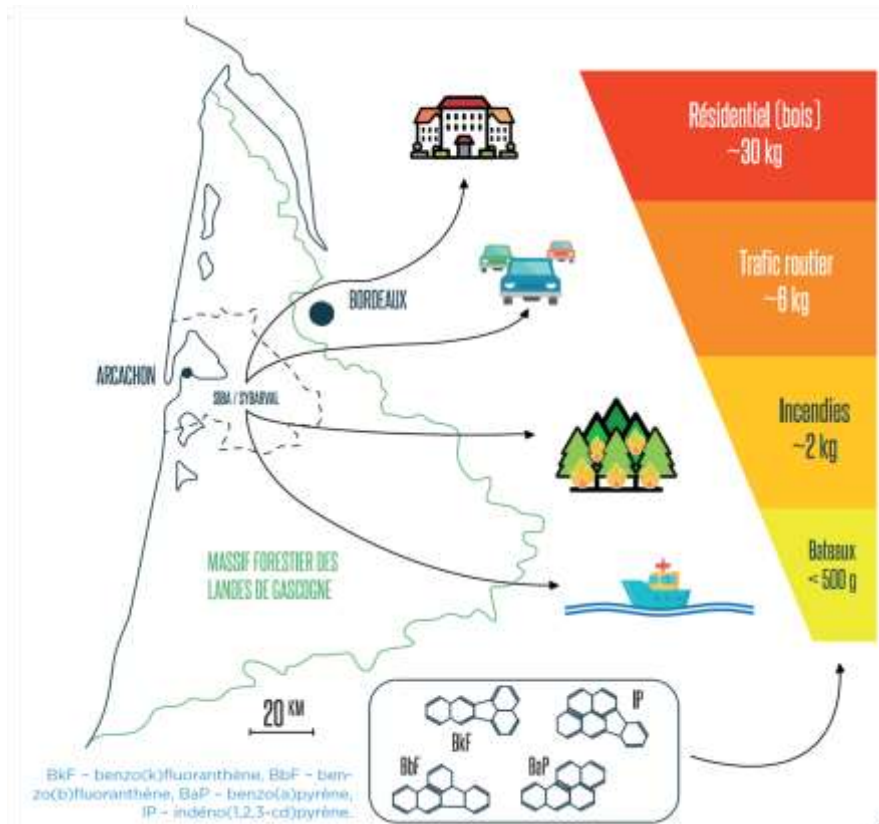 Résidentiel (bois)
~30 kg
Trafic routier
~8 kg
BORDEAUX
ARCACHON
SIBA / SYBARVAL
Incendies
~2 kg
MASSIF FORESTIER DES
LANDES DE GASCOGNE
Bateaux
< 500 g
20 KM
BkF
IP
BbF
BaP
BkF – benzo(k)fluoranthène, BbF – ben-
zo(b)fluoranthène, BaP – benzo(a)pyrène,
IP – indéno(1,2,3-cd)pyrène.